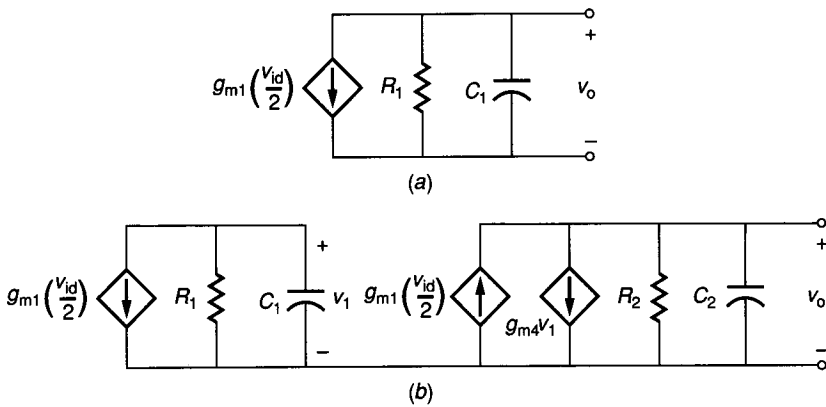 +
g_m1 (v_id/2)
R_1
C_1
v_o
–
(a)
+
+
g_m1 (v_id/2)
R_1
C_1
v_1
g_m1 (v_id/2)
g_m4v_1
R_2
C_2
v_o
–
–
(b)